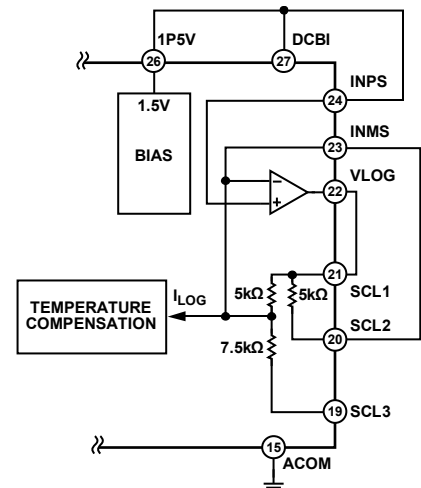 1P5V
DCBI
26
27
INPS
24
1.5V
BIAS
INMS
23
VLOG
22
−
+
21
SCL1
ILOG
5kΩ
5kΩ
TEMPERATURE
COMPENSATION
SCL2
20
7.5kΩ
19
SCL3
15
ACOM